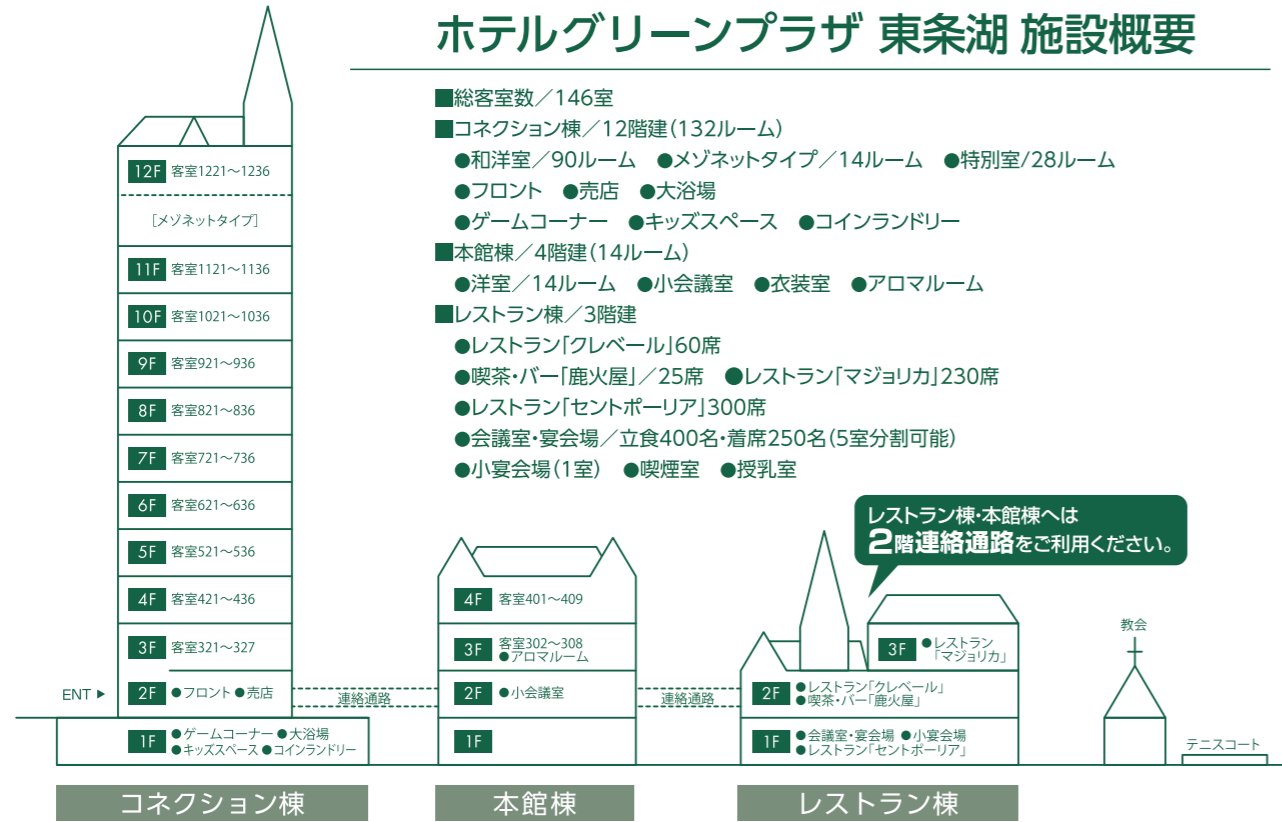 ホテルグリーンプラザ 東条湖 施設概要
■総客室数／146室
■コネクション棟／12階建(132ルーム)
●和洋室／90ルーム ●メゾネットタイプ／14ルーム ●特別室/28ルーム
●フロント ●売店 ●大浴場
●ゲームコーナー ●キッズスペース ●コインランドリー
■本館棟／4階建(14ルーム)
●洋室／14ルーム ●小会議室 ●衣装室 ●アロマルーム
■レストラン棟／3階建
●レストラン「クレベール」60席
●喫茶・バー「鹿火屋」／25席 ●レストラン「マジョリカ」230席
●レストラン「セントポーリア」300席
●会議室・宴会場／立食400名・着席250名(5室分割可能)
●小宴会場(1室) ●喫煙室 ●授乳室
12F 客室1221～1236
[メゾネットタイプ]
11F 客室1121～1136
10F 客室1021～1036
9F 客室921～936
8F 客室821～836
7F 客室721～736
6F 客室621～636
5F 客室521～536
4F 客室421～436
3F 客室321～327
ENT ▶
2F ●フロント ●売店
1F ●ゲームコーナー ●大浴場
●キッズスペース ●コインランドリー
コネクション棟
連絡通路
4F 客室401～409
3F 客室302～308
●アロマルーム
2F ●小会議室
1F
本館棟
連絡通路
レストラン棟・本館棟へは
2階連絡通路をご利用ください。
3F ●レストラン
「マジョリカ」
2F ●レストラン「クレベール」
●喫茶・バー「鹿火屋」
1F ●会議室・宴会場 ●小宴会場
●レストラン「セントポーリア」
レストラン棟
教会
テニスコート